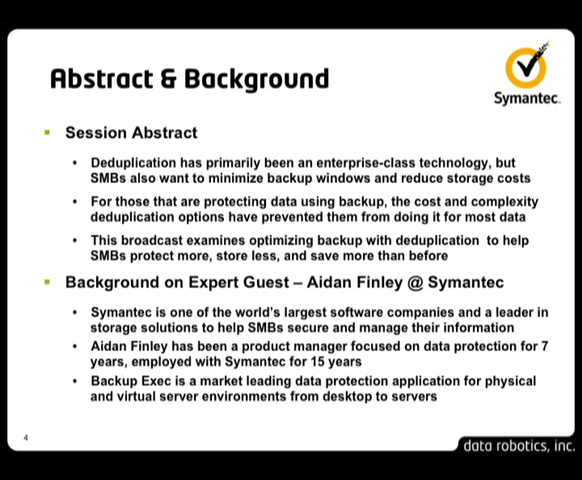 Abstract & Background
Symantec.
Session Abstract
Deduplication has primarily been an enterprise-class technology, but
SMBs also want to minimize backup windows and reduce storage costs
For those that are protecting data using backup, the cost and complexity
deduplication options have prevented them from doing it for most data
This broadcast examines optimizing backup with deduplication to help
SMBs protect more, store less, and save more than before
Background on Expert Guest – Aidan Finley @ Symantec
Symantec is one of the world's largest software companies and a leader in
storage solutions to help SMBs secure and manage their information
Aidan Finley has been a product manager focused on data protection for 7
years, employed with Symantec for 15 years
Backup Exec is a market leading data protection application for physical
and virtual server environments from desktop to servers
4
data robotics, inc.